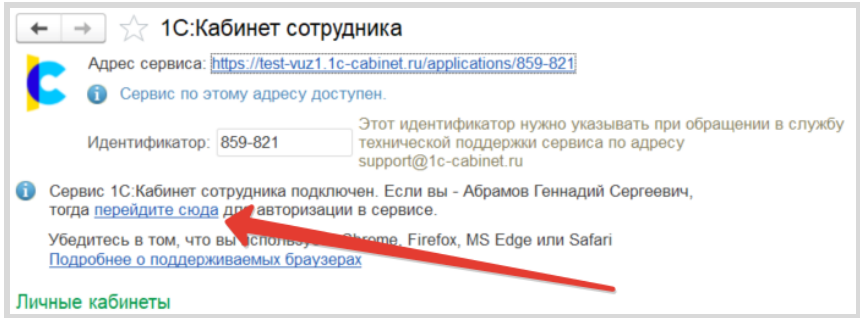 1С:Кабинет сотрудника
Адрес сервиса: https://test-vuz1.1c-cabinet.ru/applications/859-821
Сервис по этому адресу доступен.
Этот идентификатор нужно указывать при обращении в службу
Идентификатор: 859-821 технической поддержки сервиса по адресу
support@1c-cabinet.ru
Сервис 1С:Кабинет сотрудника подключен. Если вы - Абрамов Геннадий Сергеевич,
тогда перейдите сюда для авторизации в сервисе.
Убедитесь в том, что вы используете Chrome, Firefox, MS Edge или Safari
Подробнее о поддерживаемых браузерах
Личные кабинеты